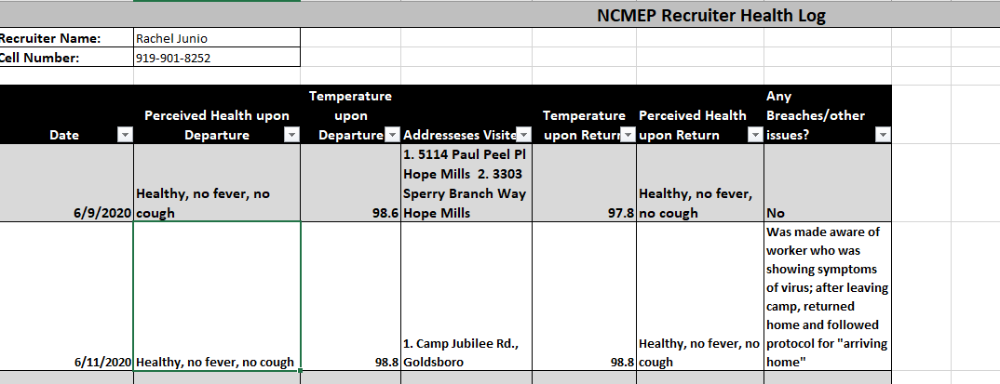 NCMEP Recruiter Health Log
Recruiter Name:
Rachel Junio
Cell Number:
919-901-8252
Date
Perceived Health upon
Departure
Temperature
upon
Departure
Addresseses Visite
Temperature
upon Return
Perceived Health
upon Return
Any
Breaches/other
issues?
6/9/2020
Healthy, no fever, no
cough
98.6
1. 5114 Paul Peel Pl
Hope Mills 2. 3303
Sperry Branch Way
Hope Mills
97.8
Healthy, no fever,
no cough
No
6/11/2020
Healthy, no fever, no cough
98.8
1. Camp Jubilee Rd.,
Goldsboro
98.8
Healthy, no fever, no
cough
Was made aware of
worker who was
showing symptoms
of virus; after leaving
camp, returned
home and followed
protocol for "arriving
home"